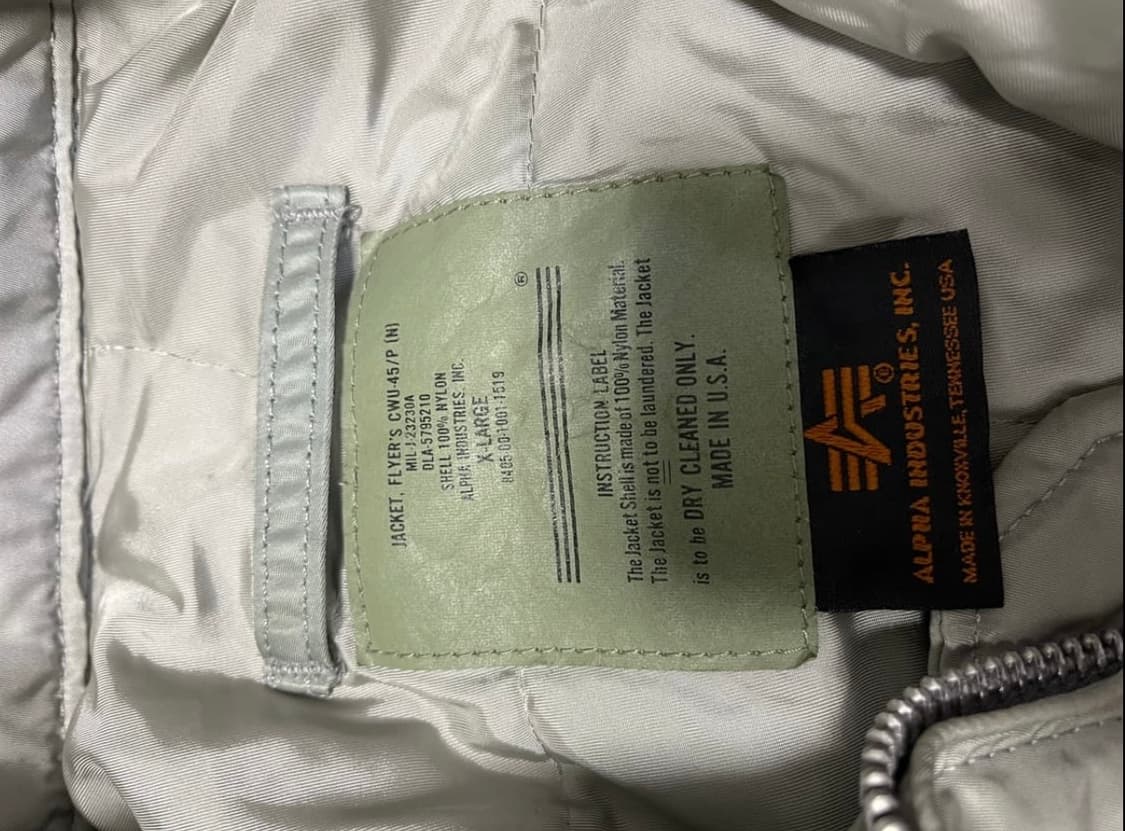 JACKET, FLYER'S CWU-45/P (N)
MIL-J-23230A
DLA-5795210
SHELL 100% NYLON
ALPHA INDUSTRIES, INC.
X-LARGE
8405-00-1001-1519
®
INSTRUCTION LABEL
The Jacket Shell is made of 100% Nylon Material.
The Jacket is not to be laundered. The Jacket
is to be DRY CLEANED ONLY.
MADE IN U.S.A.
®
ALPHA INDUSTRIES, INC.
MADE IN KNOXVILLE, TENNESSEE USA